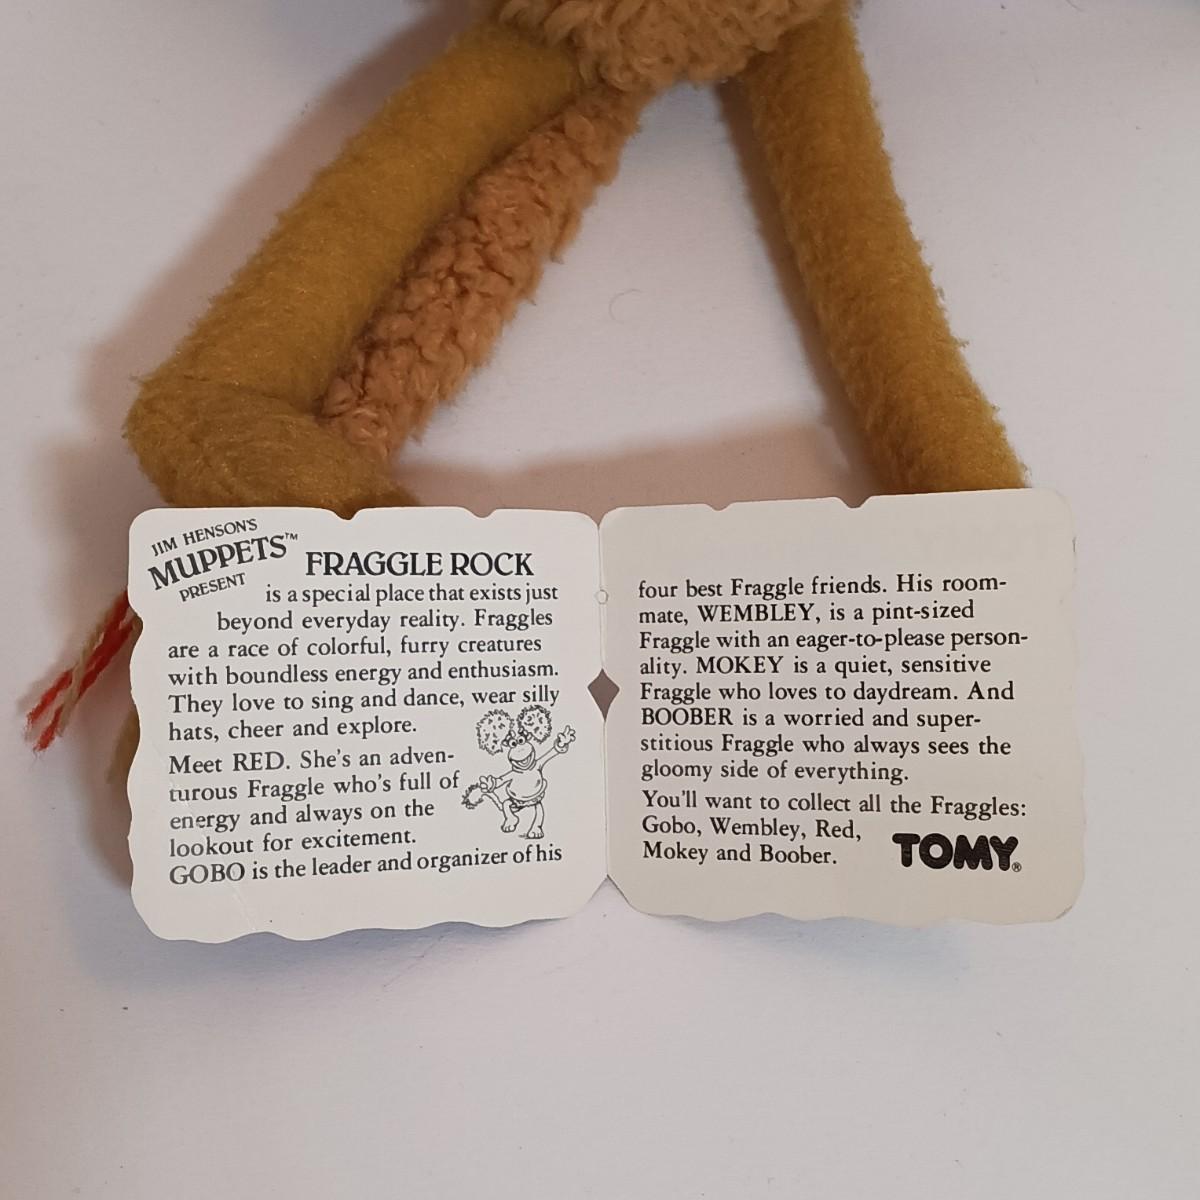 JIM HENSON'S
MUPPETS™
PRESENT
FRAGGLE ROCK
is a special place that exists just
beyond everyday reality. Fraggles
are a race of colorful, furry creatures
with boundless energy and enthusiasm.
They love to sing and dance, wear silly
hats, cheer and explore.
Meet RED. She's an adven-
turous Fraggle who's full of
energy and always on the
lookout for excitement.
GOBO is the leader and organizer of his
four best Fraggle friends. His room-
mate, WEMBLEY, is a pint-sized
Fraggle with an eager-to-please person-
ality. MOKEY is a quiet, sensitive
Fraggle who loves to daydream. And
BOOBER is a worried and super-
stitious Fraggle who always sees the
gloomy side of everything.
You'll want to collect all the Fraggles:
Gobo, Wembley, Red,
Mokey and Boober.
TOMY®